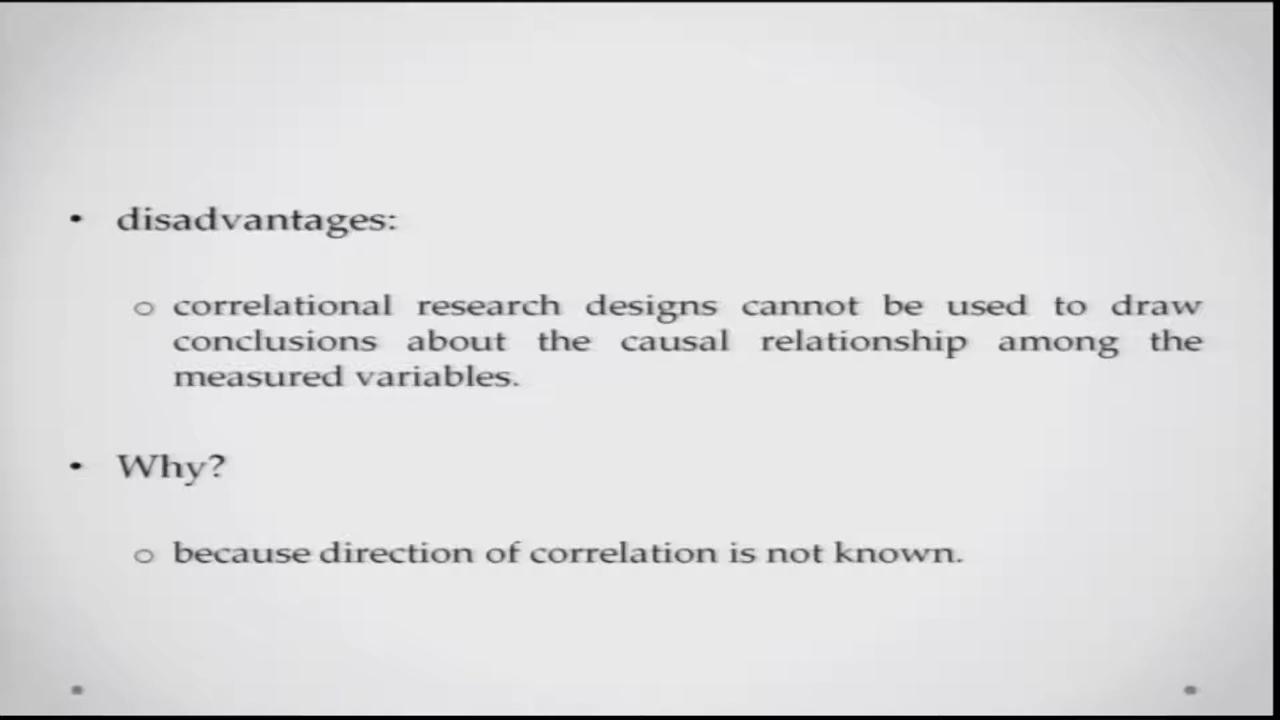 • disadvantages:
o correlational research designs cannot be used to draw
conclusions about the causal relationship among the
measured variables.
• Why?
o because direction of correlation is not known.